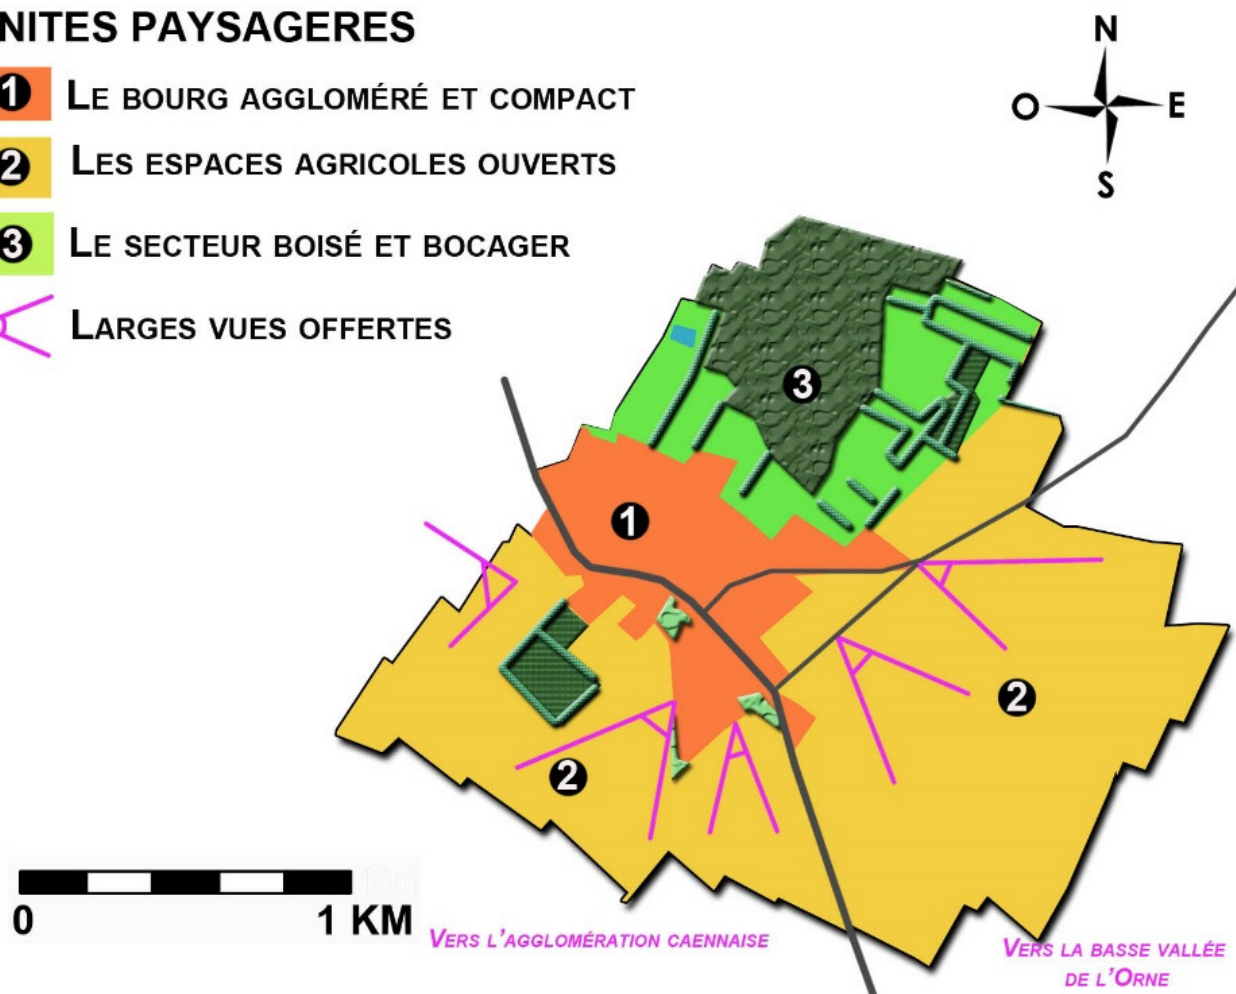 NITES PAYSAGERES
1 LE BOURG AGGLOMÉRÉ ET COMPACT
2 LES ESPACES AGRICOLES OUVERTS
3 LE SECTEUR BOISÉ ET BOCAGER
LARGES VUES OFFERTES
N
O E
S
3
1
2
2
0 1 KM
VERS L'AGGLOMÉRATION CAENNAISE
VERS LA BASSE VALLÉE
DE L'ORNE